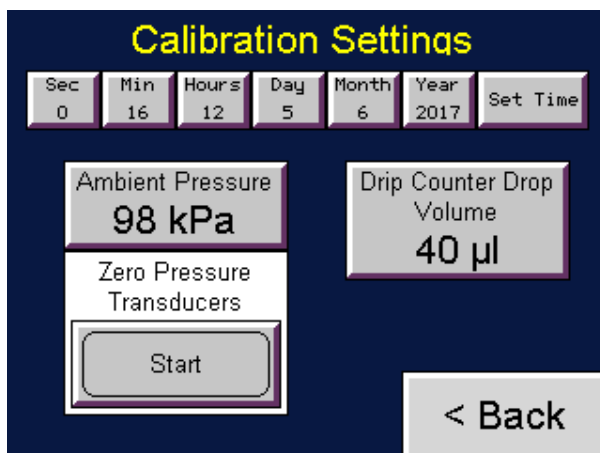 Calibration Settings
Sec Min Hours Day Month Year Set Time
0 16 12 5 6 2017
Ambient Pressure
98 kPa
Zero Pressure
Transducers
Start
Drip Counter Drop
Volume
40 µl
< Back